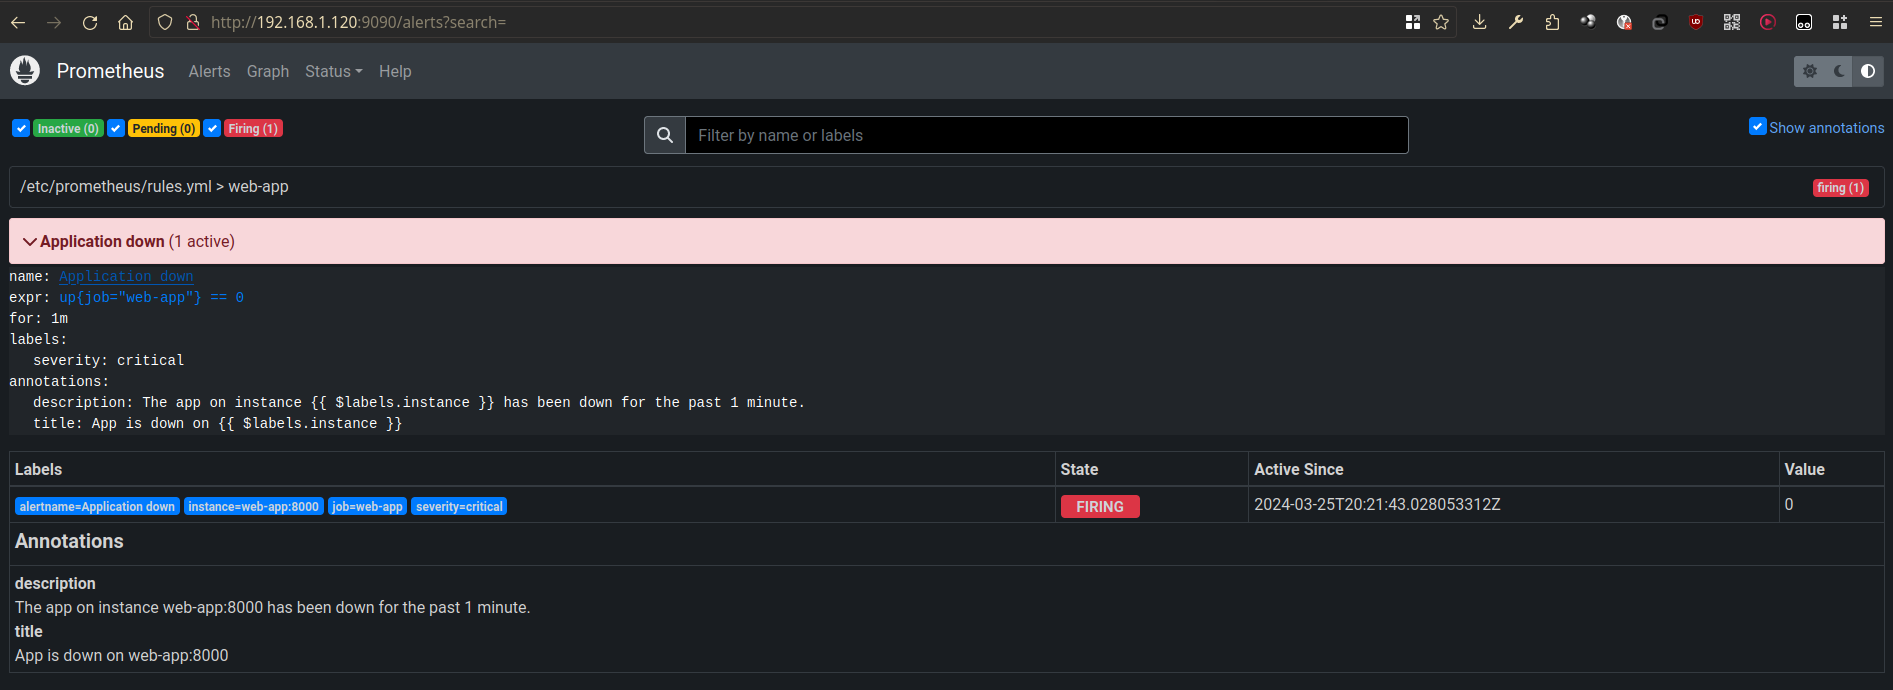 http://192.168.1.120:9090/alerts?search=
Prometheus Alerts Graph Status Help
Inactive (0) Pending (0) Firing (1) Filter by name or labels Show annotations
/etc/prometheus/rules.yml > web-app firing (1)
Application down (1 active)
name: Application down
expr: up{job="web-app"} == 0
for: 1m
labels:
severity: critical
annotations:
description: The app on instance {{ $labels.instance }} has been down for the past 1 minute.
title: App is down on {{ $labels.instance }}
Labels State Active Since Value
alertname=Application down instance=web-app:8000 job=web-app severity=critical FIRING 2024-03-25T20:21:43.028053312Z 0
Annotations
description
The app on instance web-app:8000 has been down for the past 1 minute.
title
App is down on web-app:8000